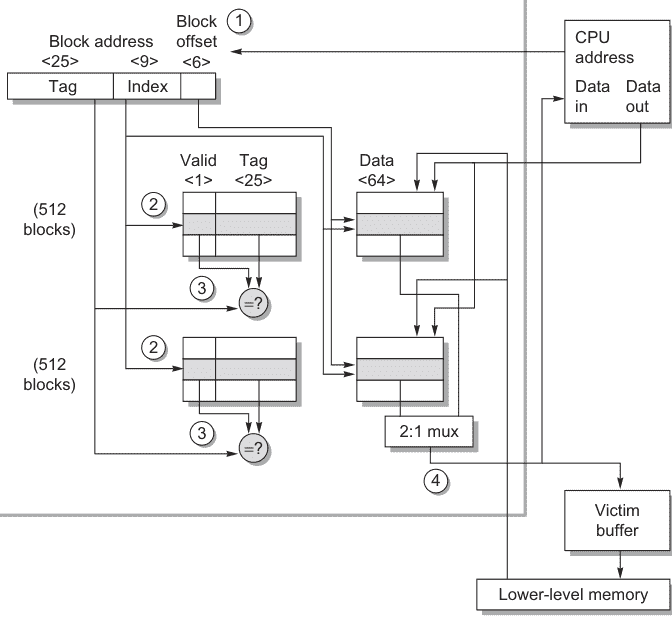 Block address
Block
offset
1
<25>
<9>
<6>
Tag
Index
CPU
address
Data
in
Data
out
Valid
<1>
Tag
<25>
Data
<64>
(512
blocks)
2
3
=?
(512
blocks)
2
3
=?
2:1 mux
4
Victim
buffer
Lower-level memory